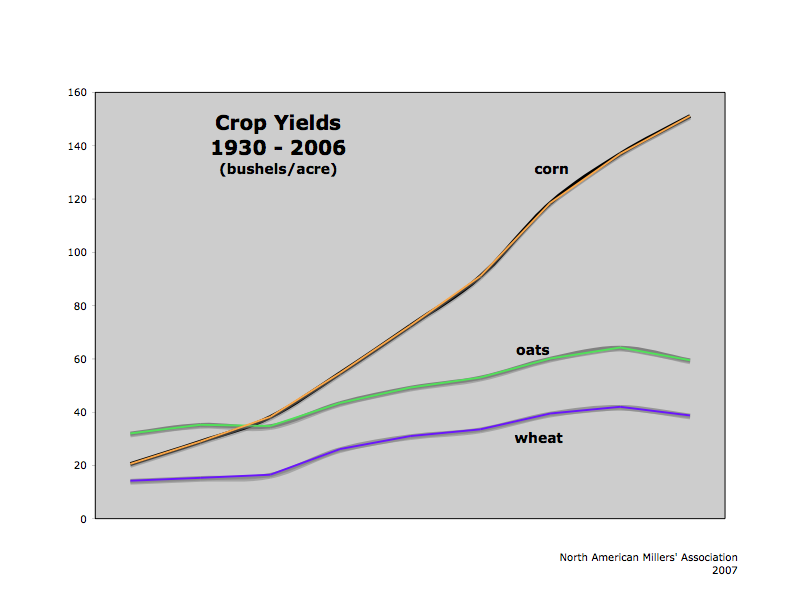 Crop Yields
1930 - 2006
(bushels/acre)
160
140
120
100
80
60
40
20
0
corn
oats
wheat
North American Millers' Association
2007